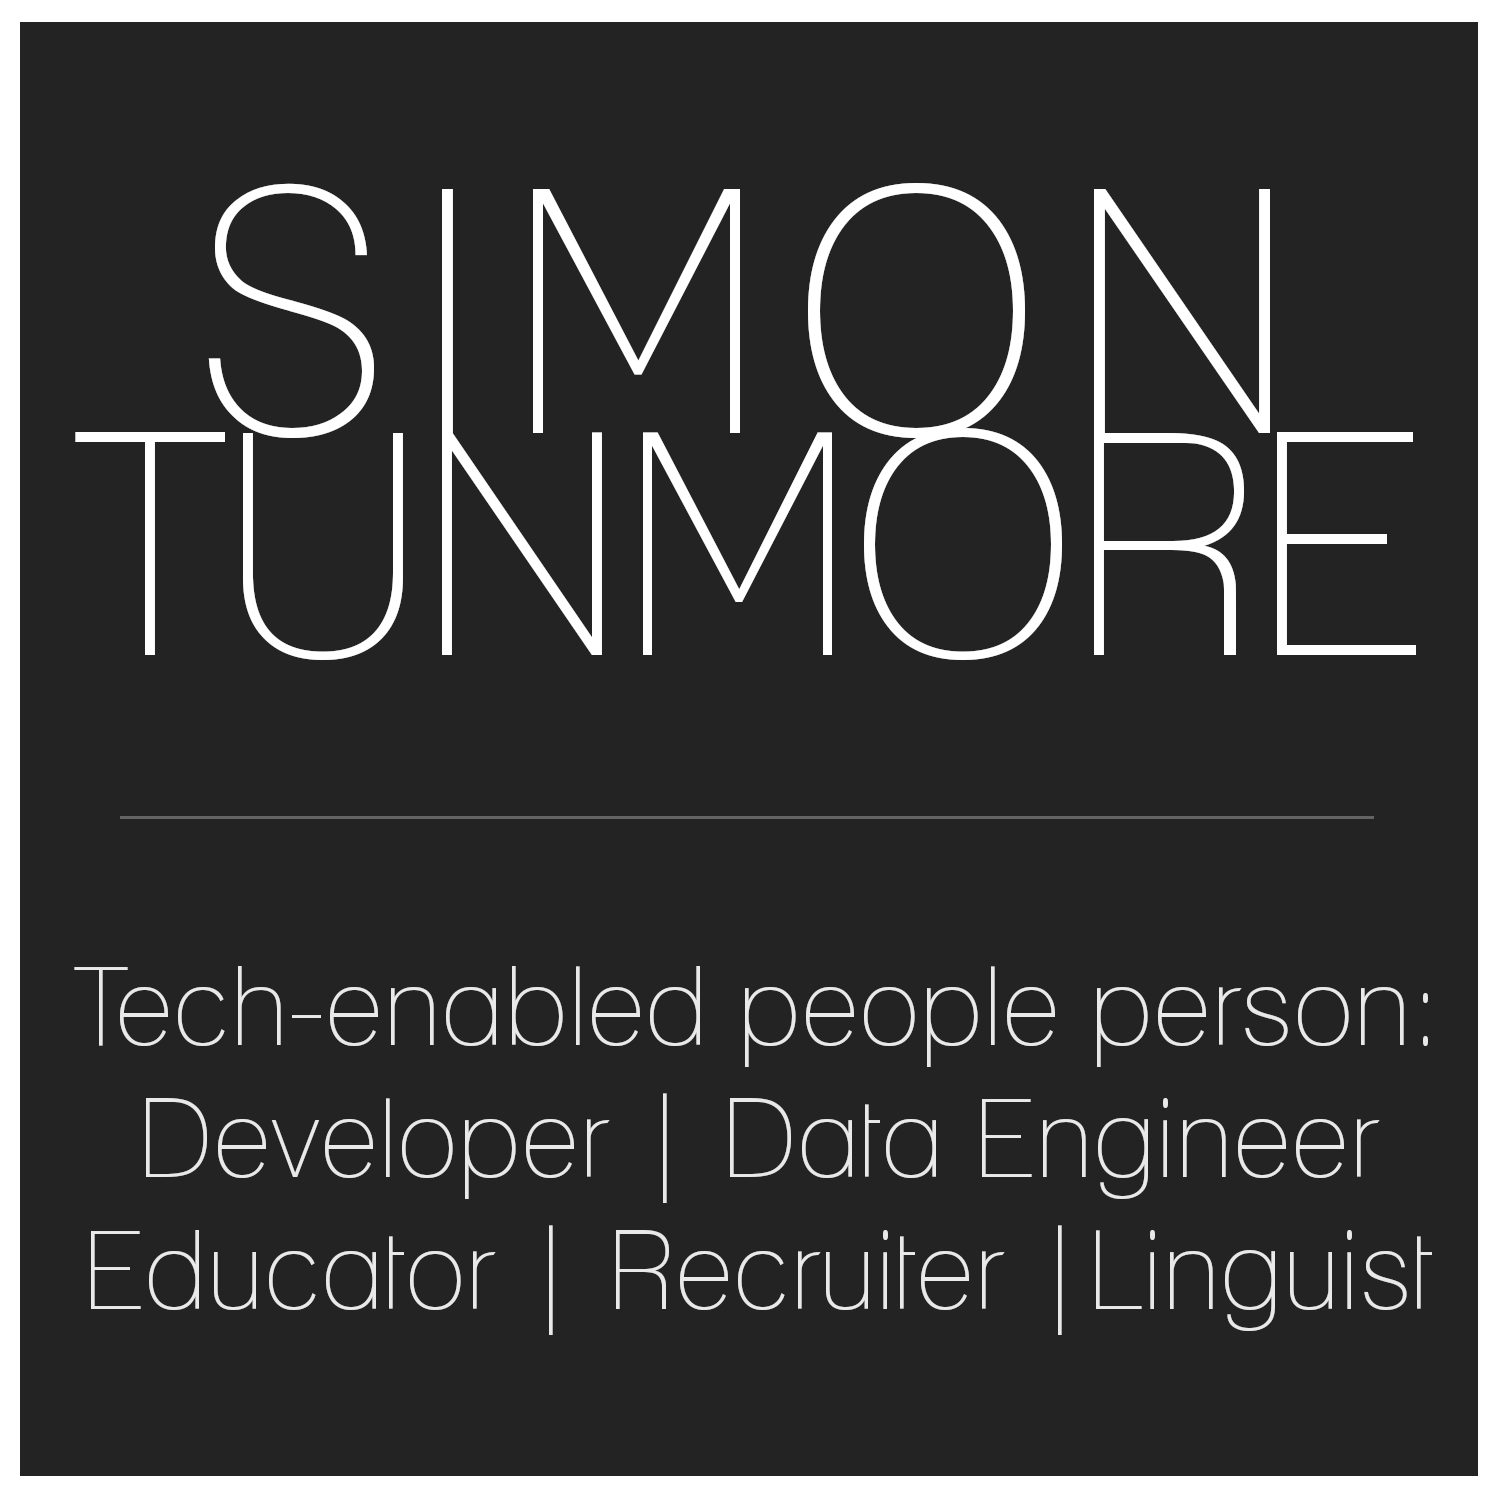 SIMON
TUNMORE
Tech-enabled people person:
Developer | Data Engineer
Educator | Recruiter | Linguist